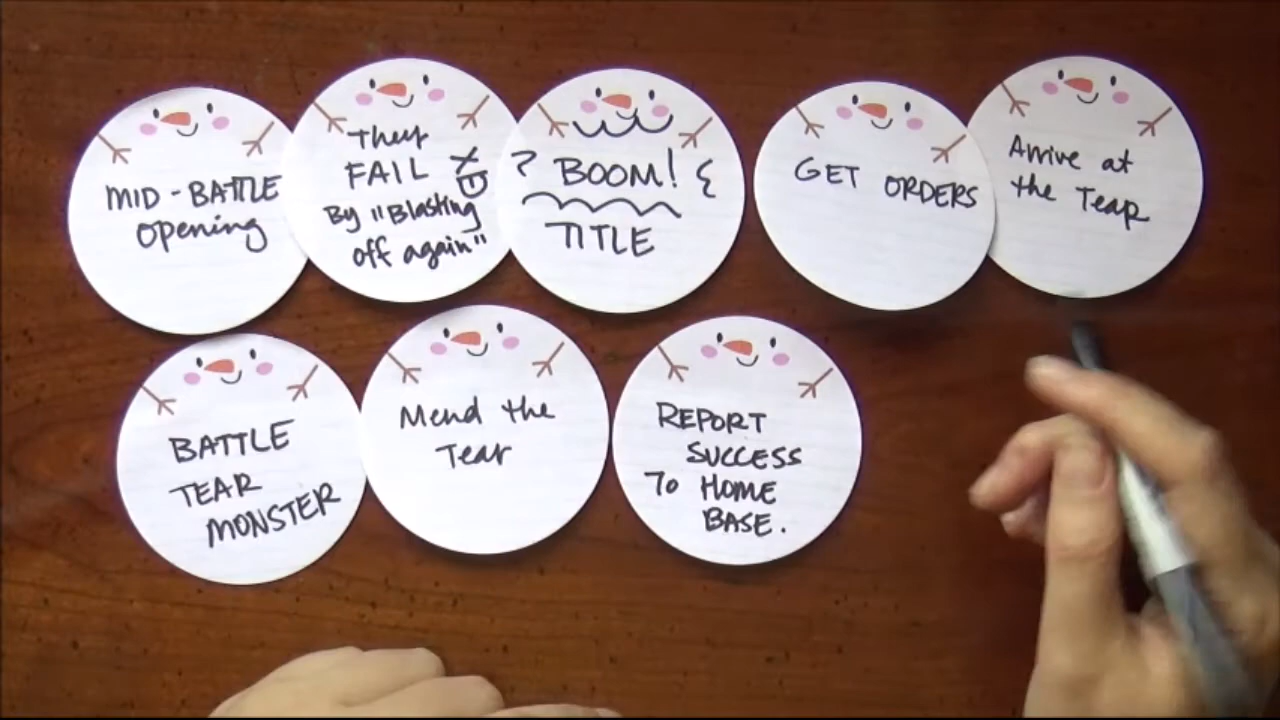 MID-BATTLE
opening
They
FAIL
By "Blasting
off again"
? BOOM!
TITLE
GET ORDERS
Arrive at
the Tear
BATTLE
TEAR
MONSTER
Mend the
Tear
REPORT
SUCCESS
To HOME
BASE.